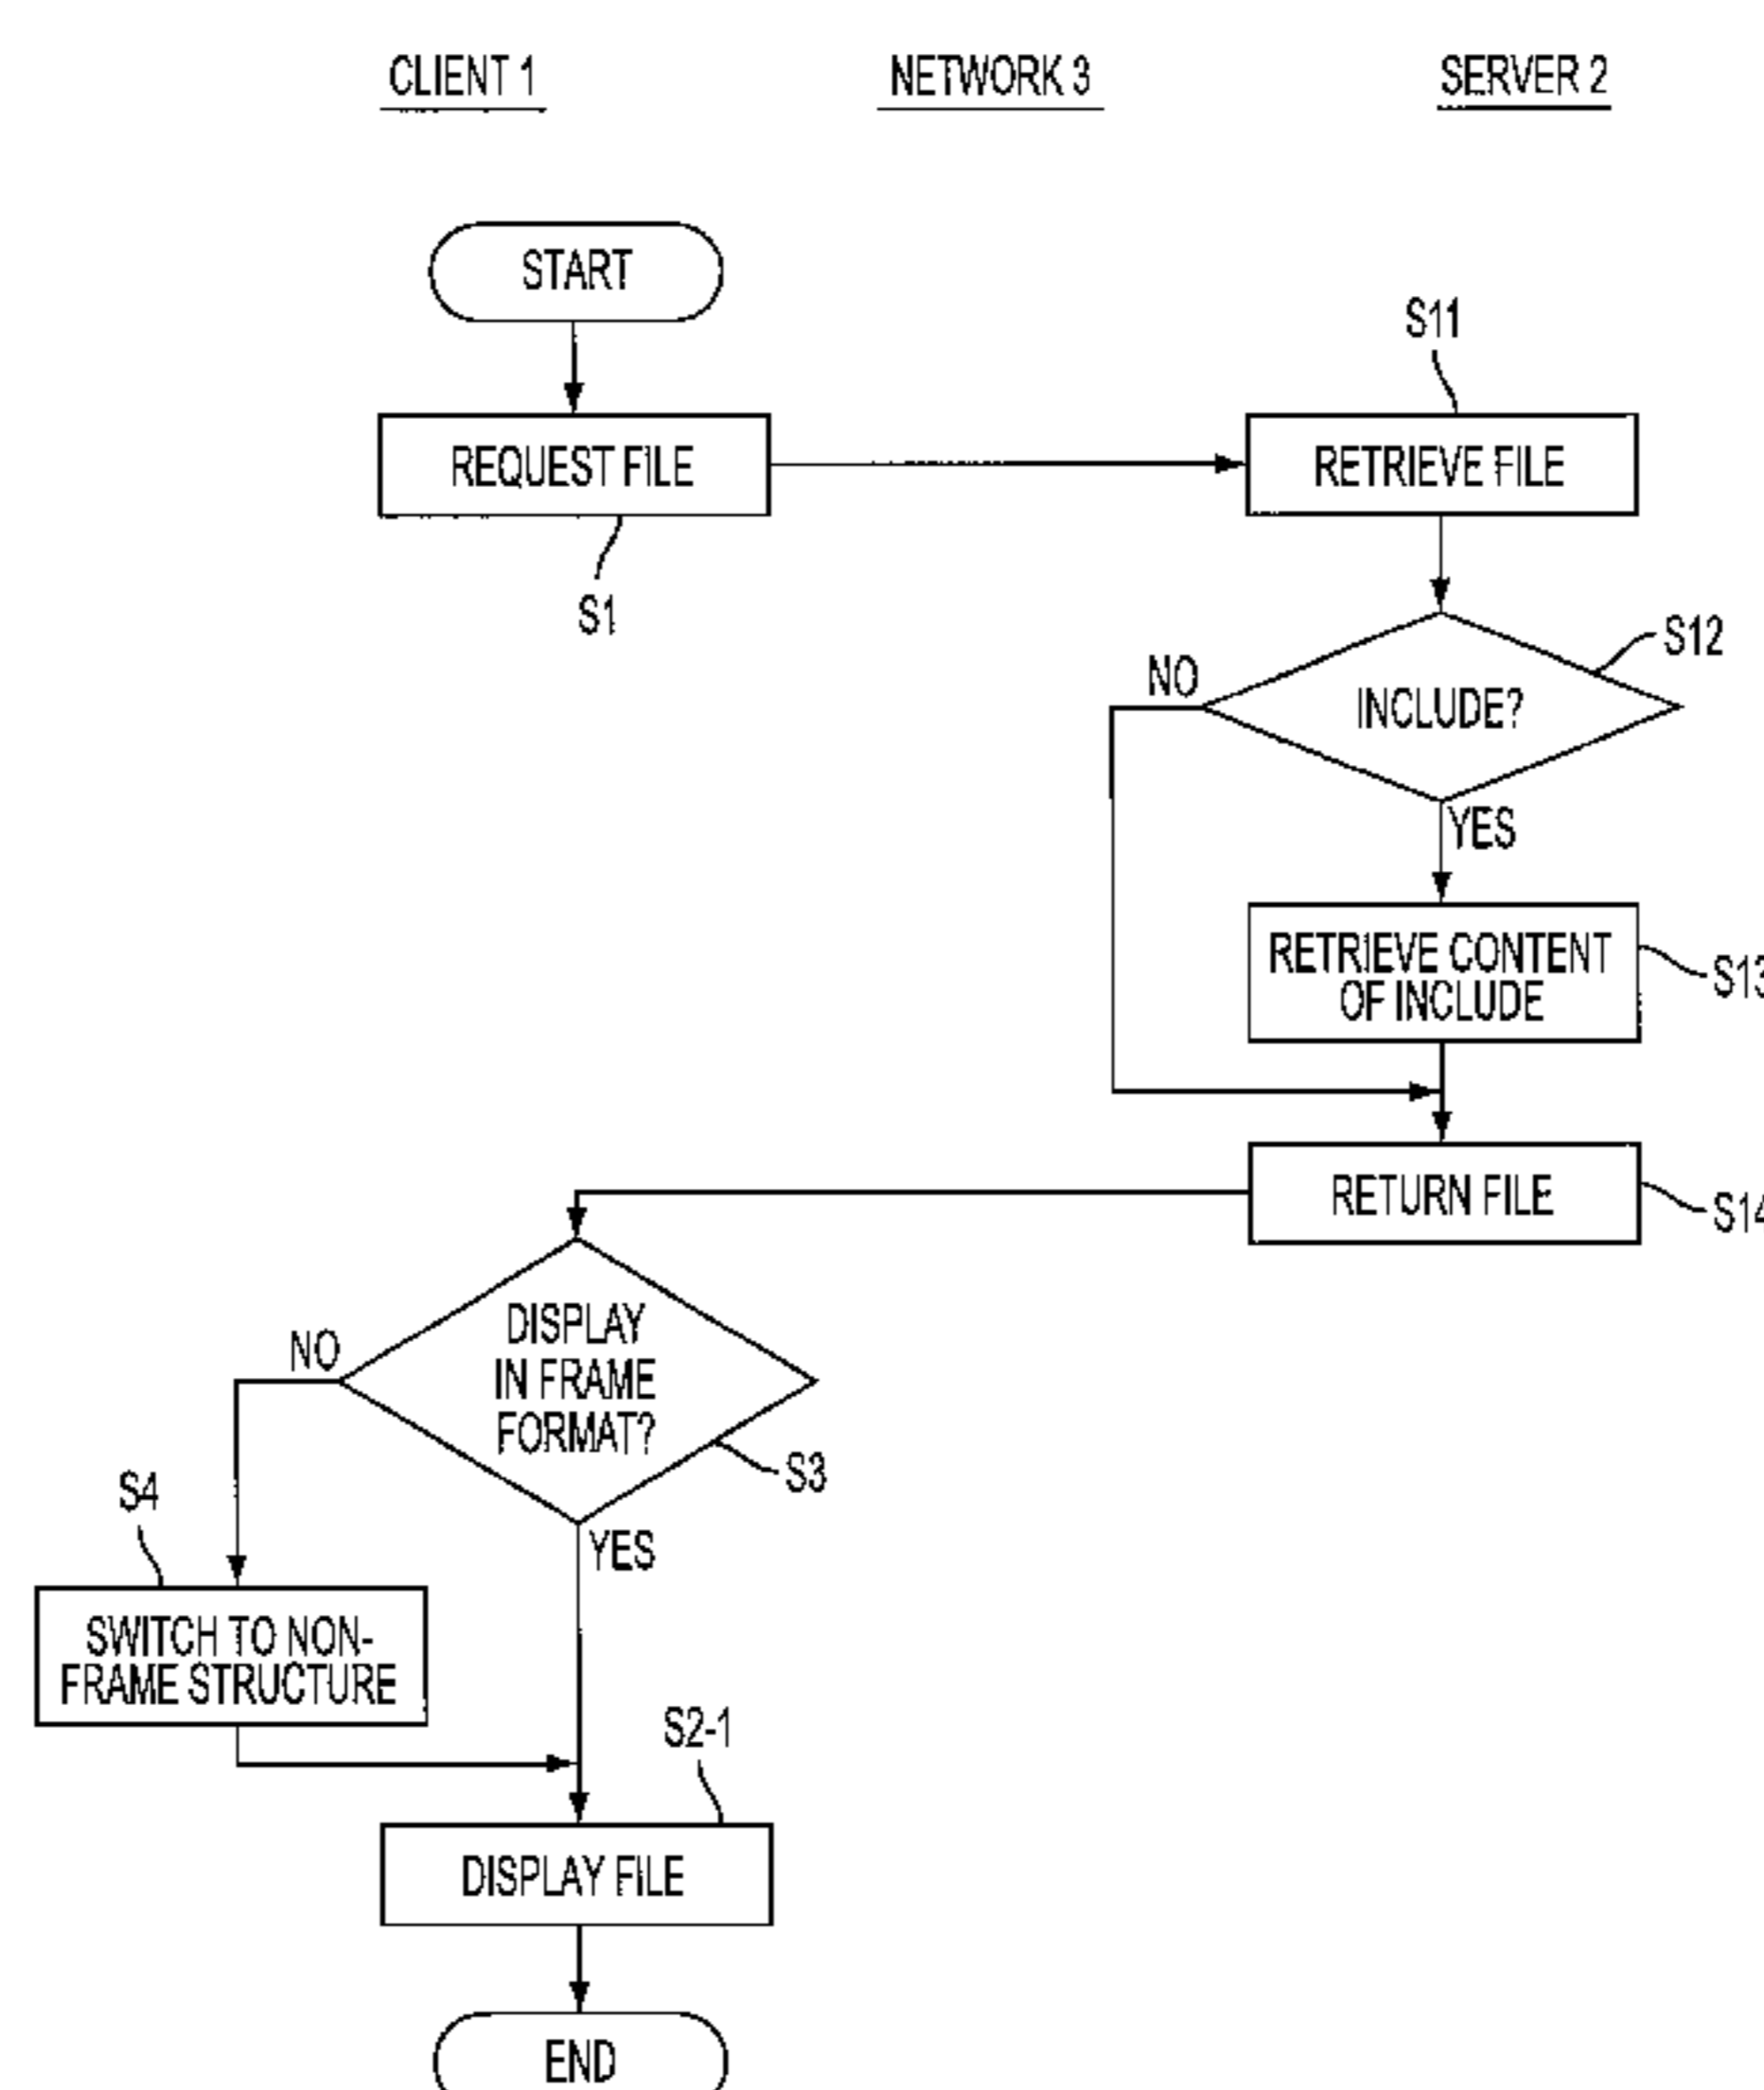 CLIENT 1
NETWORK 3
SERVER 2
START
S11
REQUEST FILE
RETRIEVE FILE
S1
S12
NO
INCLUDE?
YES
RETRIEVE CONTENT
OF INCLUDE
S13
RETURN FILE
S14
DISPLAY
IN FRAME
FORMAT?
NO
S3
S4
YES
SWITCH TO NON-
FRAME STRUCTURE
S2-1
DISPLAY FILE
END